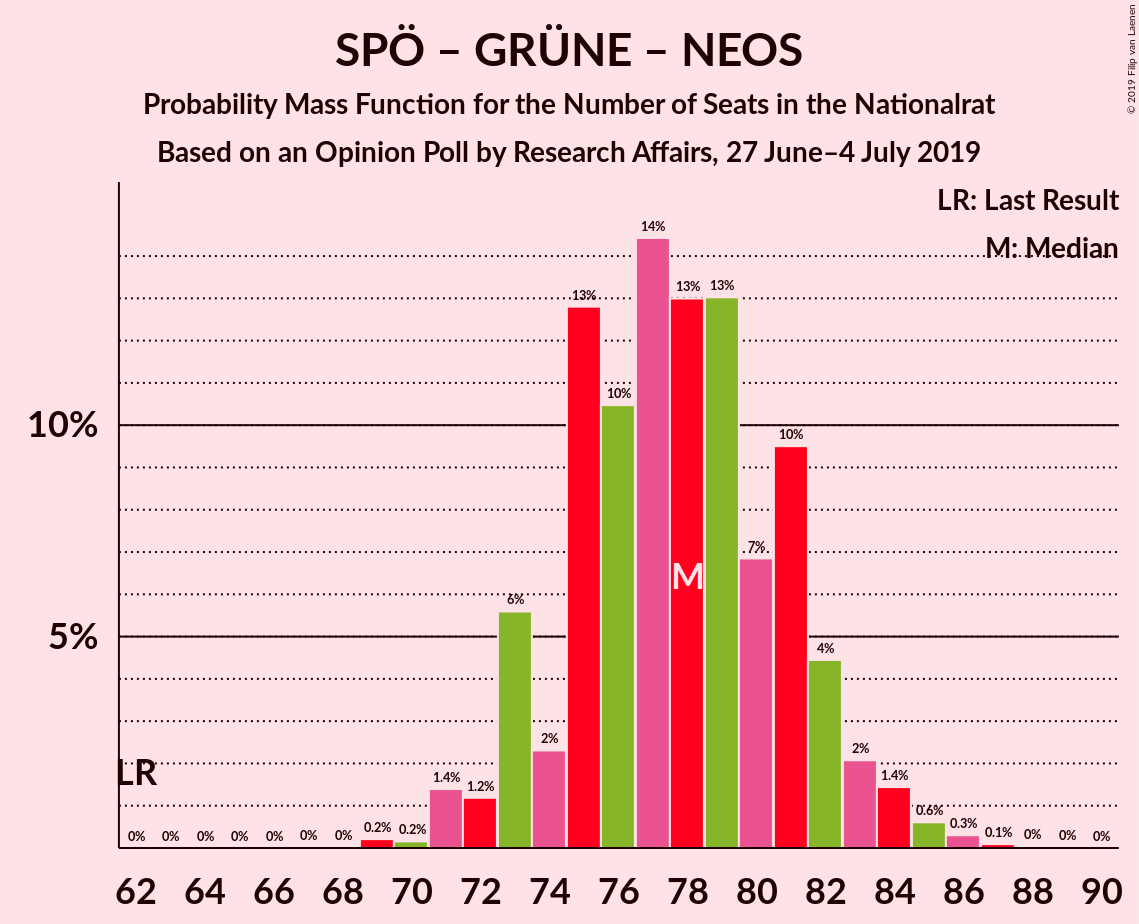 SPÖ – GRÜNE – NEOS
Probability Mass Function for the Number of Seats in the Nationalrat
Based on an Opinion Poll by Research Affairs, 27 June–4 July 2019
© 2019 Filip van Laenen
LR: Last Result
M: Median
10%
5%
LR
M
0% 0% 0% 0% 0% 0% 0% 0.2% 0.2% 1.4% 1.2% 6% 2% 13% 10% 14% 13% 13% 7% 10% 4% 2% 1.4% 0.6% 0.3% 0.1% 0% 0% 0%
62 64 66 68 70 72 74 76 78 80 82 84 86 88 90